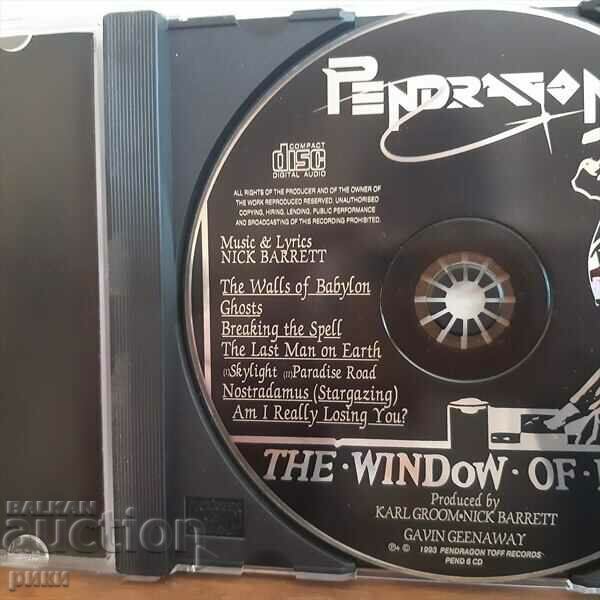 PENDRAGON
COMPACT
disc
DIGITAL AUDIO
ALL RIGHTS OF THE PRODUCER AND OF THE OWNER OF
THE WORK REPRODUCED RESERVED. UNAUTHORISED
COPYING, HIRING, LENDING, PUBLIC PERFORMANCE
AND BROADCASTING OF THIS RECORDING PROHIBITED.
Music & Lyrics
NICK BARRETT
The Walls of Babylon
Ghosts
Breaking the Spell
The Last Man on Earth
(I)Skylight (II)Paradise Road
Nostradamus (Stargazing)
Am I Really Losing You?
THE·WINDOW·OF·
Produced by
KARL GROOM•NICK BARRETT
GAVIN GEENAWAY
℗ © 1993 PENDRAGON TOFF RECORDS
PEND 6 CD
BALKAN
auction
рики